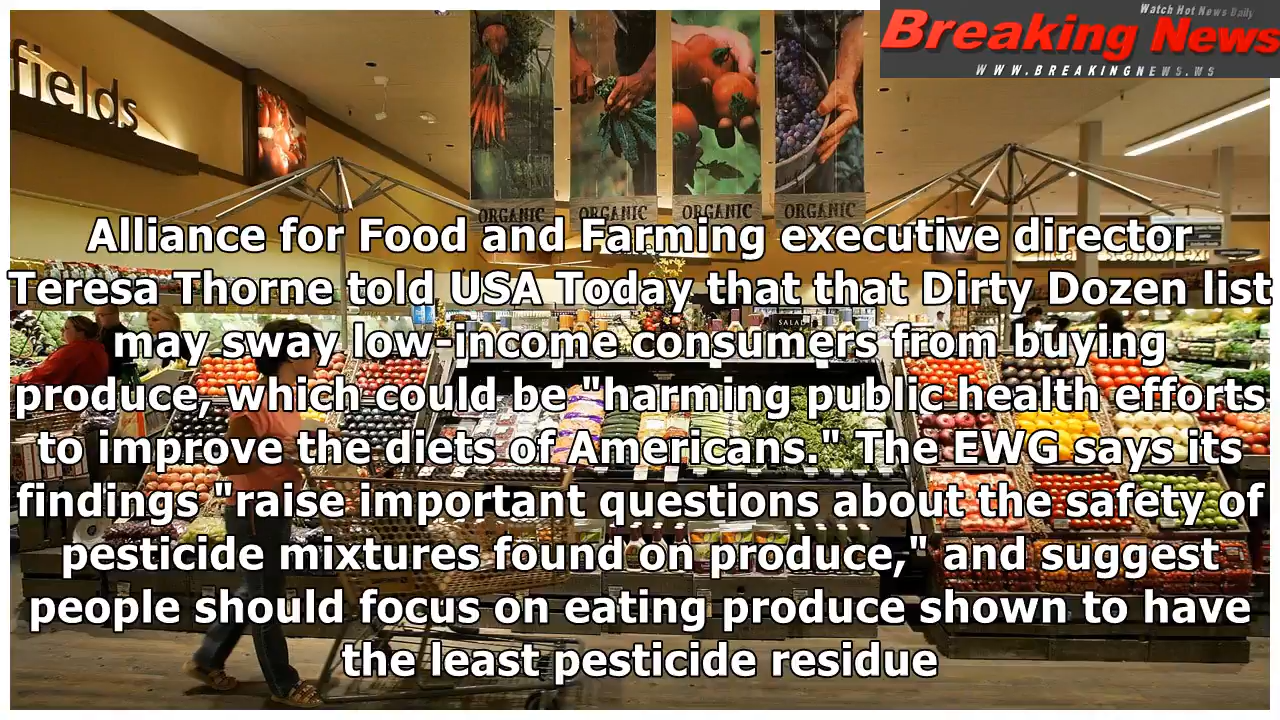 Watch Hot News Daily
Breaking News
WWW.BREAKINGNEWS.WS
fields
ORGANIC ORGANIC ORGANIC ORGANIC
Alliance for Food and Farming executive director
Teresa Thorne told USA Today that that Dirty Dozen list
may sway low-income consumers from buying
produce, which could be "harming public health efforts
to improve the diets of Americans." The EWG says its
findings "raise important questions about the safety of
pesticide mixtures found on produce," and suggest
people should focus on eating produce shown to have
the least pesticide residue
SALAD